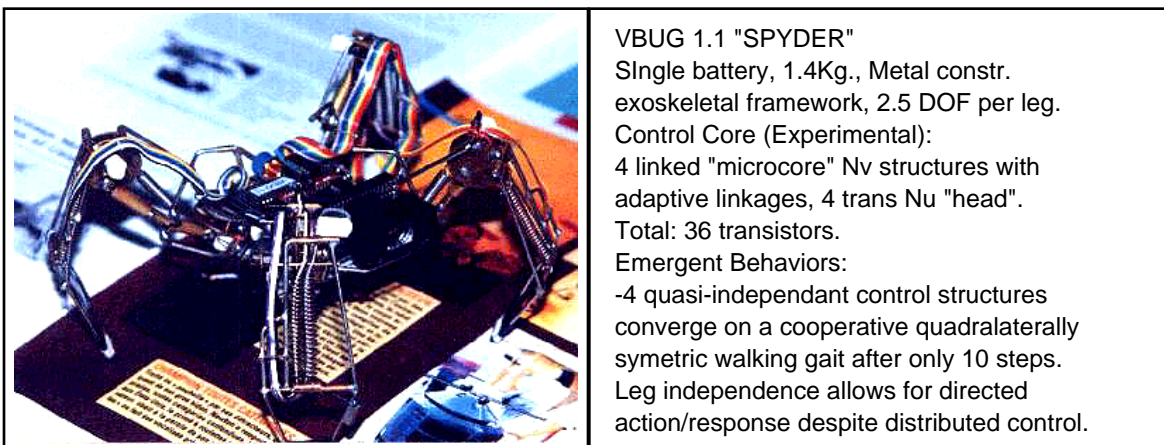 VBUG 1.1 "SPYDER"
SIngle battery, 1.4Kg., Metal constr.
exoskeletal framework, 2.5 DOF per leg.
Control Core (Experimental):
4 linked "microcore" Nv structures with
adaptive linkages, 4 trans Nu "head".
Total: 36 transistors.
Emergent Behaviors:
-4 quasi-independant control structures
converge on a cooperative quadralaterally
symetric walking gait after only 10 steps.
Leg independence allows for directed
action/response despite distributed control.